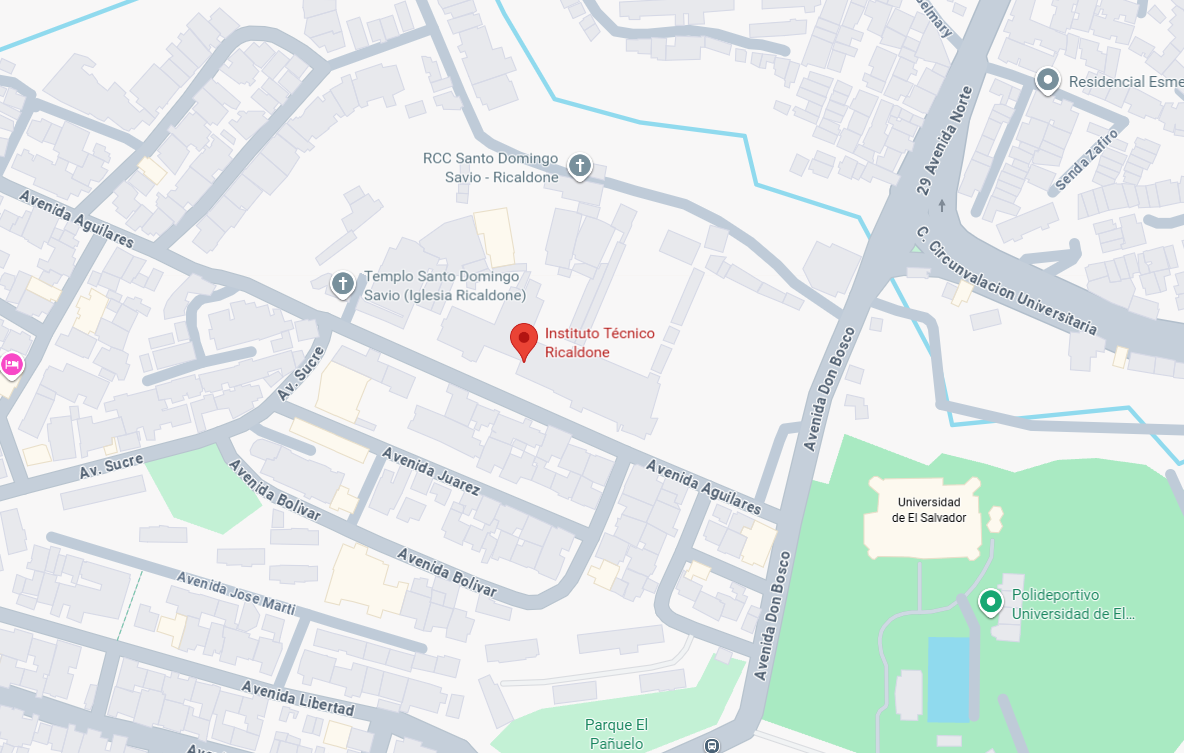 elmary
Residencial Esme
29 Avenida Norte
Senda Zafiro
RCC Santo Domingo
Savio - Ricaldone
Avenida Aguilares
C. Circunvalacion Universitaria
Templo Santo Domingo
Savio (Iglesia Ricaldone)
Instituto Técnico
Ricaldone
Avenida Don Bosco
Av. Sucre
Av. Sucre
Avenida Juarez
Avenida Aguilares
Avenida Bolivar
Universidad
de El Salvador
Avenida Bolivar
Avenida Jose Marti
Avenida Don Bosco
Polideportivo
Universidad de El...
Avenida Libertad
Parque El
Pañuelo
Ave